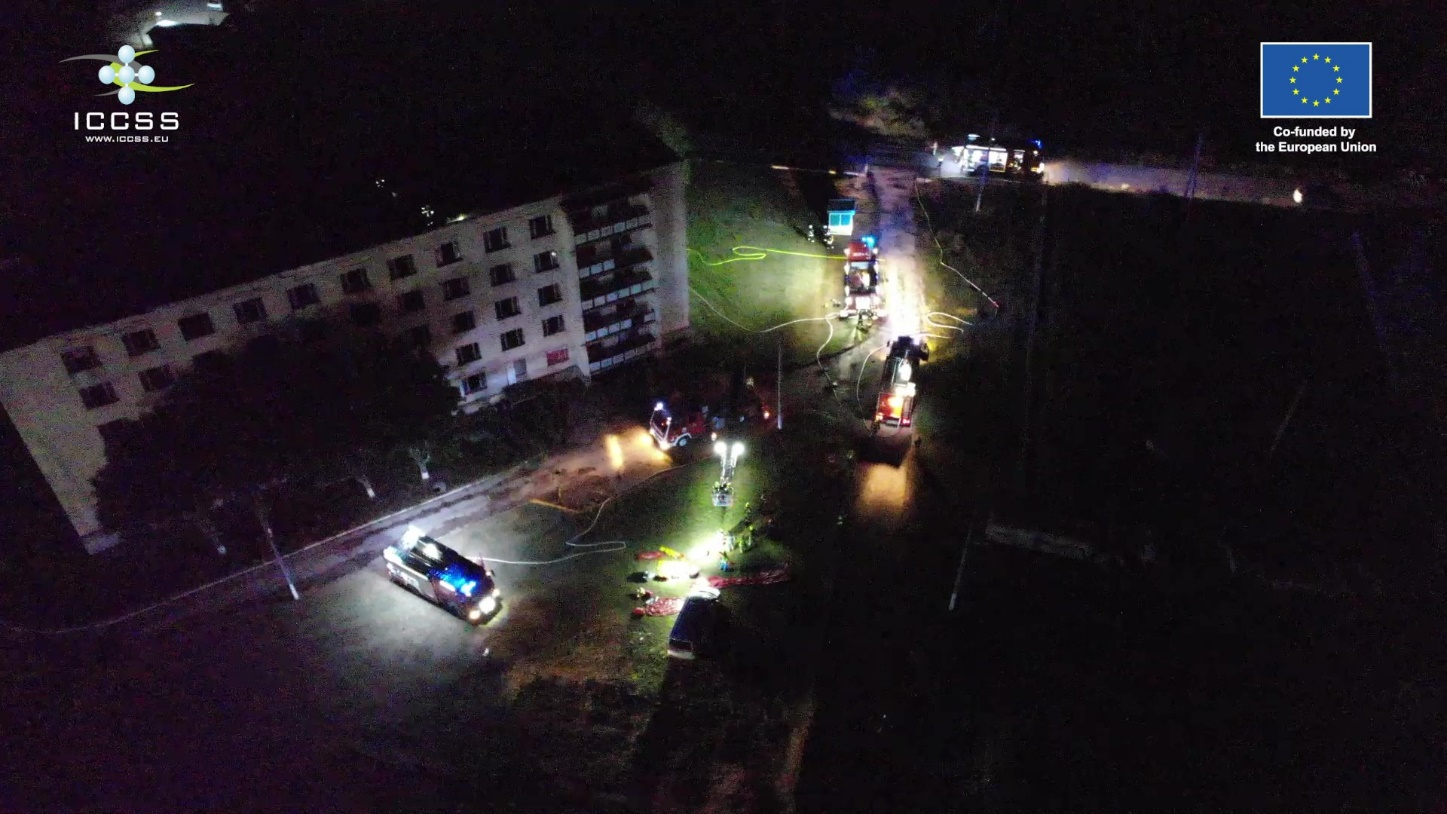 ICCSS
WWW.ICCSS.EU
Co-funded by
the European Union